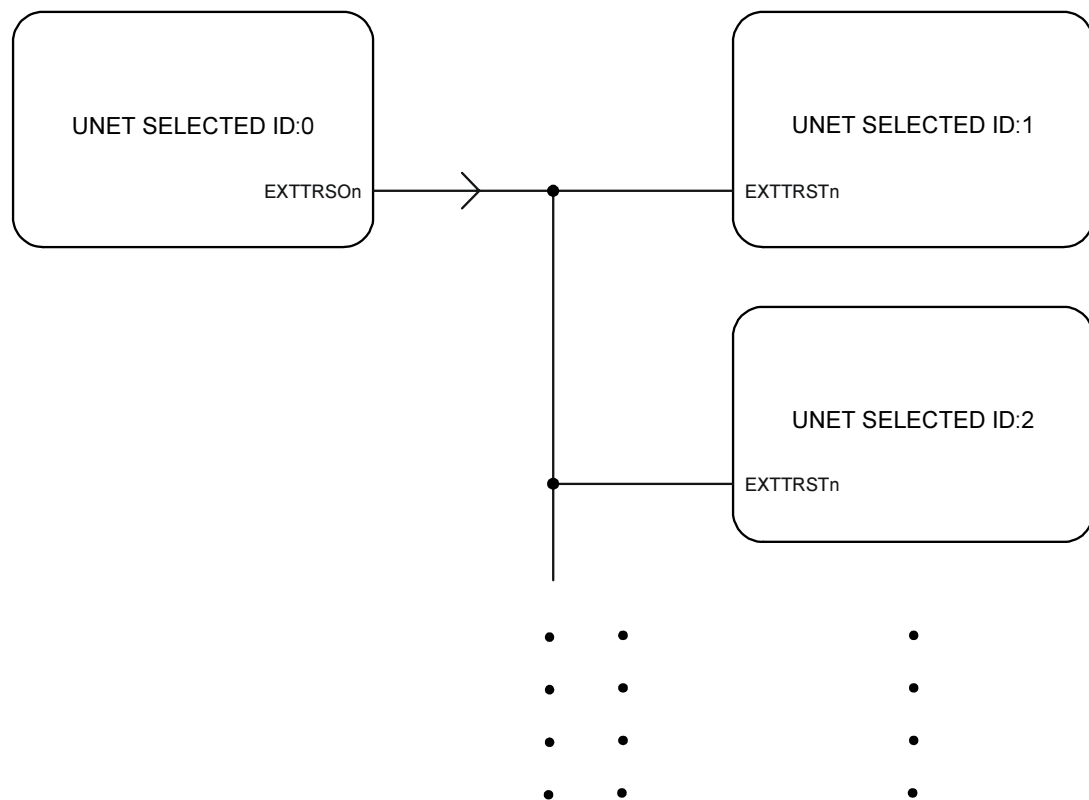 UNET SELECTED ID:0
EXTTRSOn
UNET SELECTED ID:1
EXTTRSTn
UNET SELECTED ID:2
EXTTRSTn